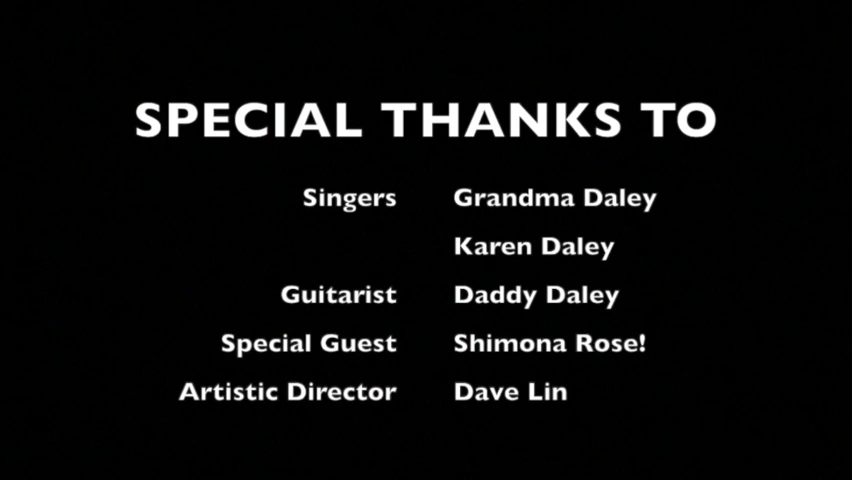 SPECIAL THANKS TO
Singers Grandma Daley
Karen Daley
Guitarist Daddy Daley
Special Guest Shimona Rose!
Artistic Director Dave Lin